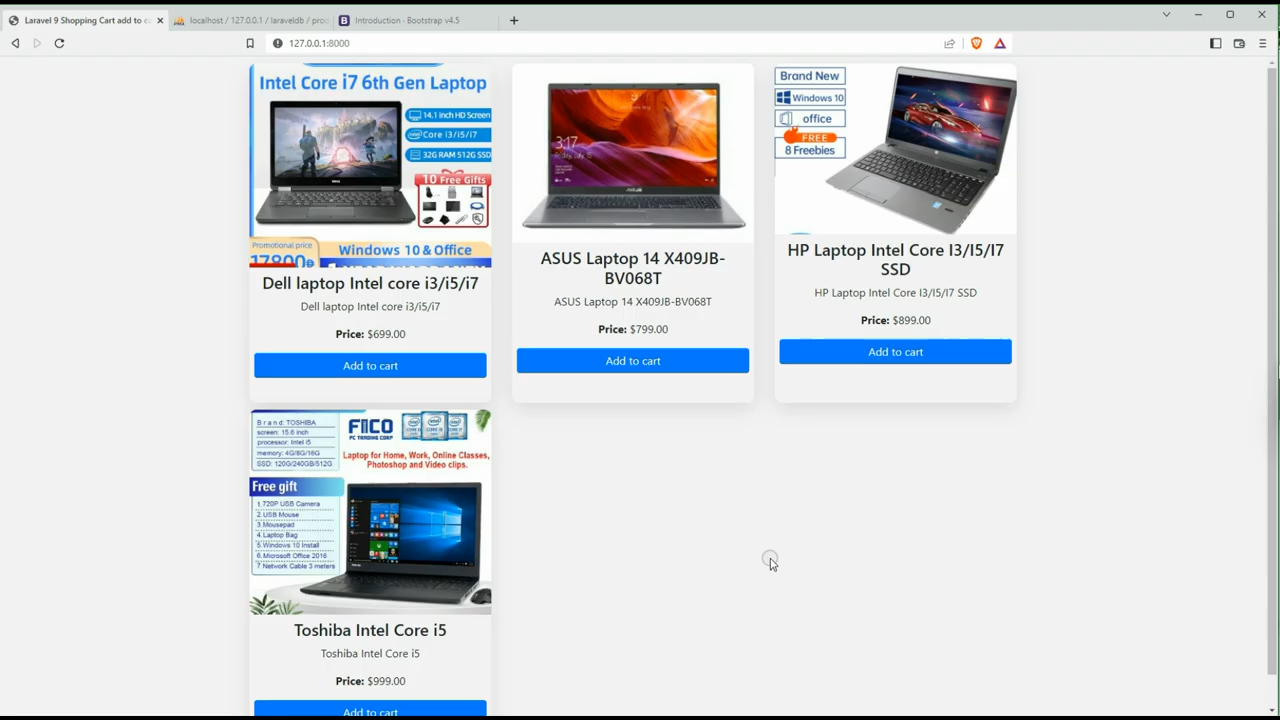 Laravel 9 Shopping Cart add to c
localhost / 127.0.0.1 / laraveldb / pro
Introduction · Bootstrap v4.5
127.0.0.1:8000
Intel Core i7 6th Gen Laptop
14.1 inch HD Screen
Core i3/i5/i7
32G RAM 512G SSD
10 Free Gifts
Promotional price
17800฿
Windows 10 & Office
Dell laptop Intel core i3/i5/i7
Dell laptop Intel core i3/i5/i7
Price: $699.00
Add to cart
3:17
ASUS Laptop 14 X409JB-
BV068T
ASUS Laptop 14 X409JB-BV068T
Price: $799.00
Add to cart
Brand New
Windows 10
office
FREE
8 Freebies
HP Laptop Intel Core I3/I5/I7
SSD
HP Laptop Intel Core I3/I5/I7 SSD
Price: $899.00
Add to cart
Brand: TOSHIBA
screen: 15.6 inch
processor: Intel i5
memory: 4G/8G/16G
SSD: 120G/240GB/512G
FIICO
PC TRADING CORP
Laptop for Home, Work, Online Classes,
Photoshop and Video clips.
Free gift
1.720P USB Camera
2.USB Mouse
3.Mousepad
4.Laptop Bag
5.Windows 10 Install
6.Microsoft Office 2016
7 Network Cable 3 meters
Toshiba Intel Core i5
Toshiba Intel Core i5
Price: $999.00
Add to cart